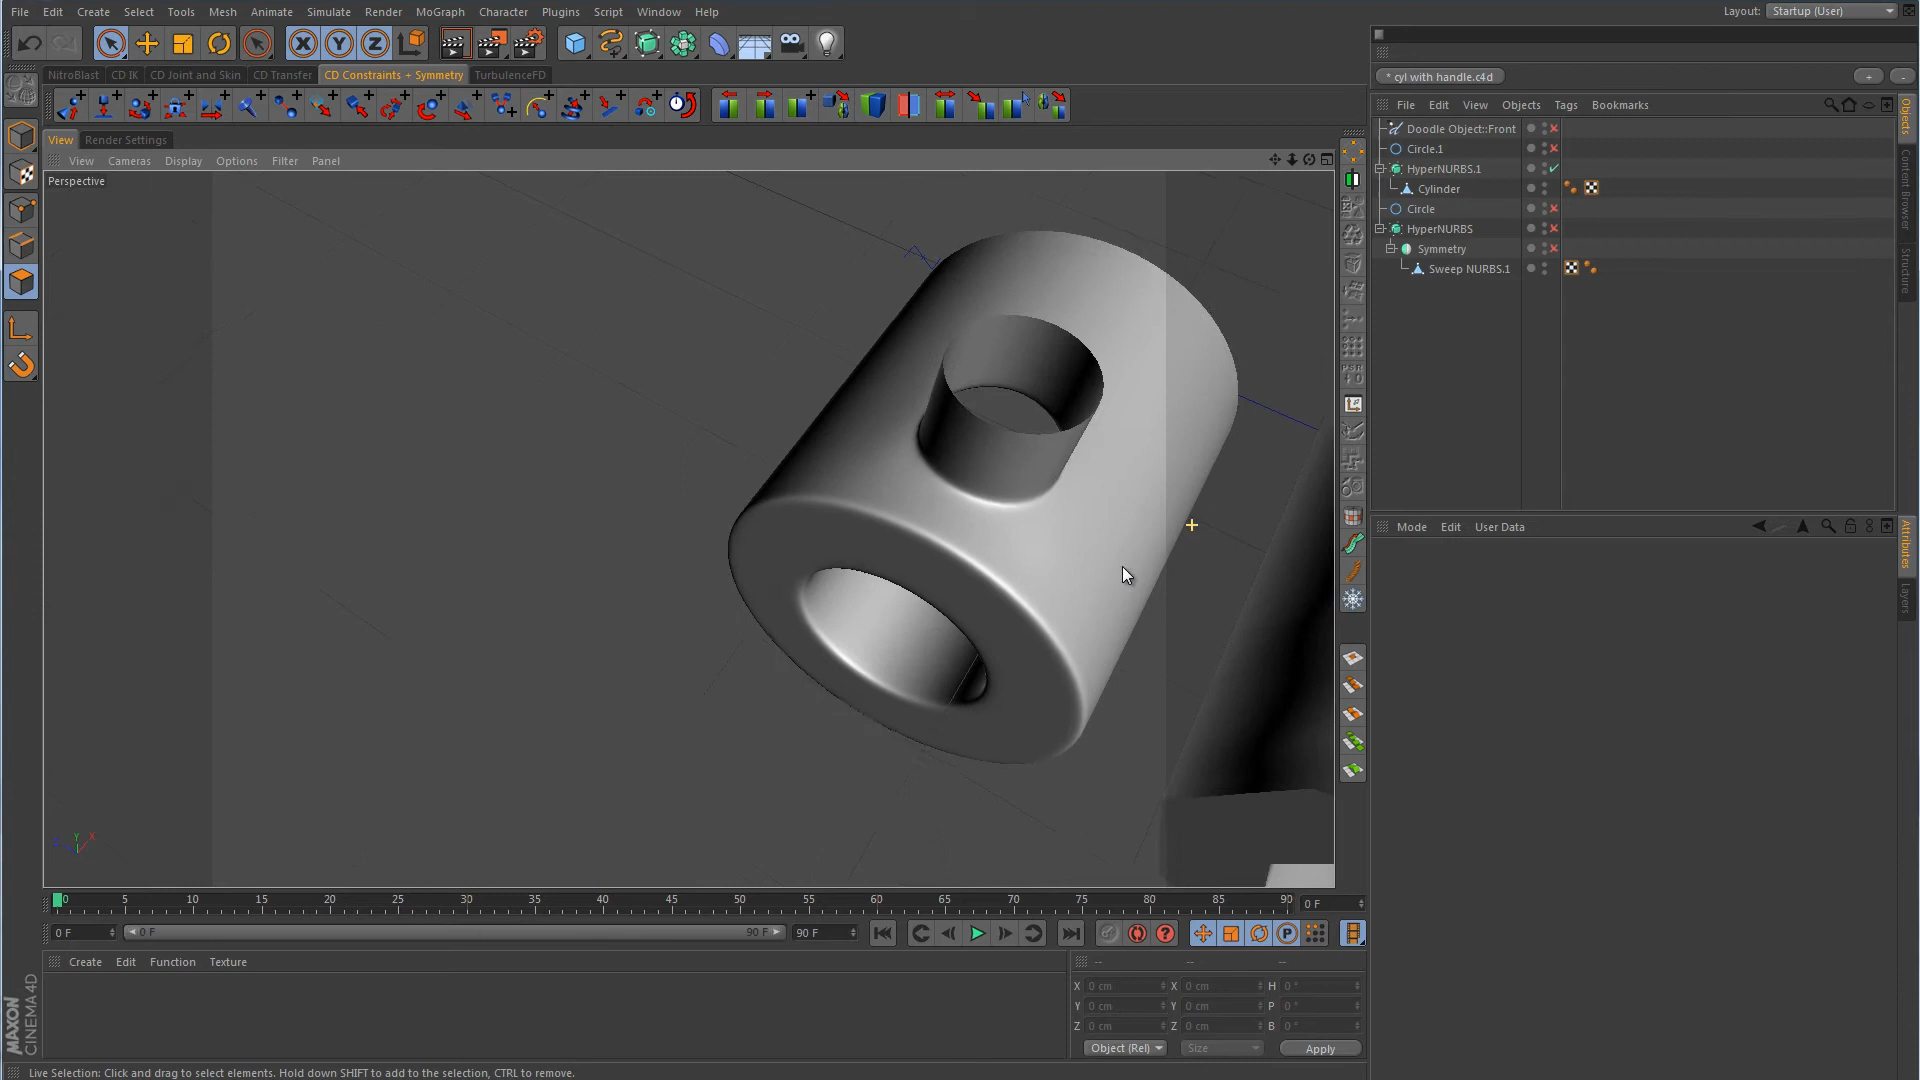 File Edit Create Select Tools Mesh Animate Simulate Render MoGraph Character Plugins Script Window Help
Layout: Startup (User)
NitroBlast CD IK CD Joint and Skin CD Transfer CD Constraints + Symmetry TurbulenceFD
View Render Settings
View Cameras Display Options Filter Panel
Perspective
* cyl with handle.c4d
+ -
File Edit View Objects Tags Bookmarks
Doodle Object::Front
Circle.1
HyperNURBS.1
Cylinder
Circle
HyperNURBS
Symmetry
Sweep NURBS.1
Objects
Content Browser
Structure
Mode Edit User Data
Attributes
Layers
X Y Z
PSR
Y X
0 5 10 15 20 25 30 35 40 45 50 55 60 65 70 75 80 85 90 0 F
0 F 0 F 90 F 90 F
Create Edit Function Texture
-- -- --
X 0 cm X 0 cm H 0 °
Y 0 cm Y 0 cm P 0 °
Z 0 cm Z 0 cm B 0 °
Object (Rel) Size Apply
MAXON
CINEMA 4D
Live Selection: Click and drag to select elements. Hold down SHIFT to add to the selection, CTRL to remove.